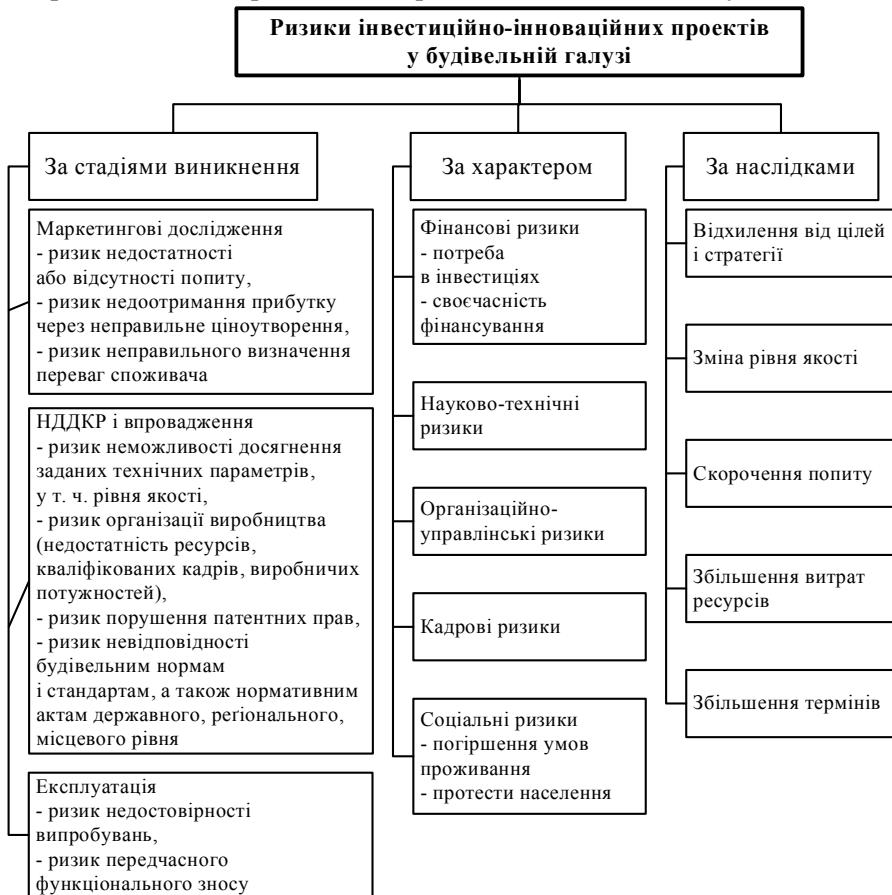 Ризики інвестиційно-інноваційних проектів
у будівельній галузі
За стадіями виникнення
Маркетингові дослідження
- ризик недостатності
або відсутності попиту,
- ризик недоотримання прибутку
через неправильне ціноутворення,
- ризик неправильного визначення
переваг споживача
НДДКР і впровадження
- ризик неможливості досягнення
заданих технічних параметрів,
у т. ч. рівня якості,
- ризик організації виробництва
(недостатність ресурсів,
кваліфікованих кадрів, виробничих
потужностей),
- ризик порушення патентних прав,
- ризик невідповідності
будівельним нормам
і стандартам, а також нормативним
актам державного, регіонального,
місцевого рівня
Експлуатація
- ризик недостовірності
випробувань,
- ризик передчасного
функціонального зносу
За характером
Фінансові ризики
- потреба
в інвестиціях
- своєчасність
фінансування
Науково-технічні
ризики
Організаційно-
управлінські ризики
Кадрові ризики
Соціальні ризики
- погіршення умов
проживання
- протести населення
За наслідками
Відхилення від цілей
і стратегії
Зміна рівня якості
Скорочення попиту
Збільшення витрат
ресурсів
Збільшення термінів